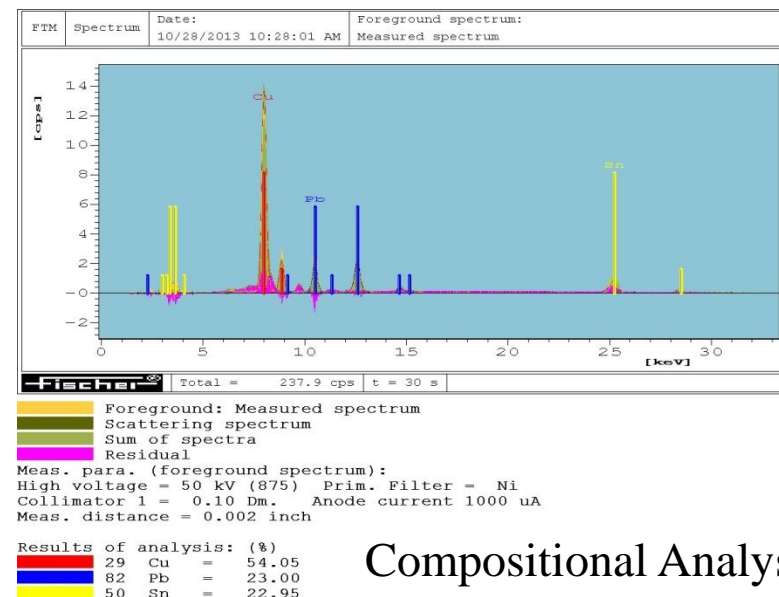 FTM Spectrum Date: Foreground spectrum:
10/28/2013 10:28:01 AM Measured spectrum
[cps]
14
12
10
8
6
4
2
0
-2
Cu
Pb
Sn
0 5 10 15 20 25 30
[keV]
Fischer® Total = 237.9 cps t = 30 s
Foreground: Measured spectrum
Scattering spectrum
Sum of spectra
Residual
Meas. para. (foreground spectrum):
High voltage = 50 kV (875) Prim. Filter = Ni
Collimator 1 = 0.10 Dm. Anode current 1000 uA
Meas. distance = 0.002 inch
Results of analysis: (%)
29 Cu = 54.05
82 Pb = 23.00
50 Sn = 22.95
Compositional Analys